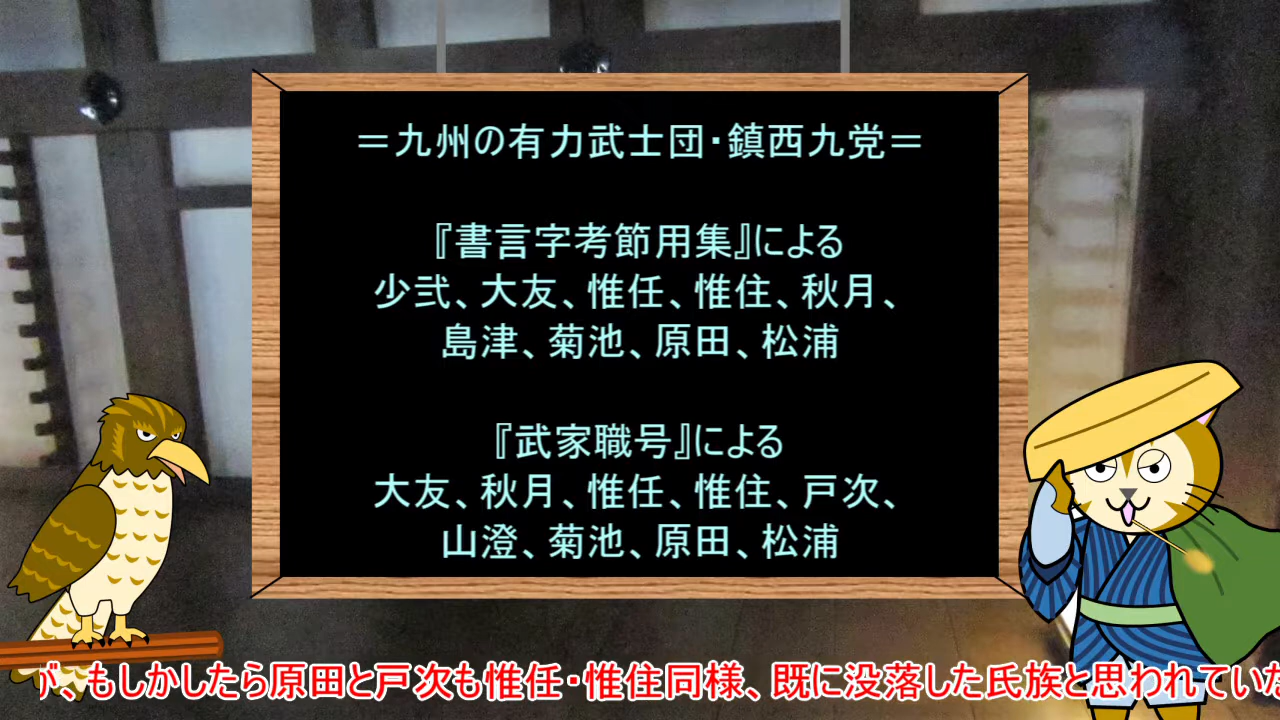 ＝九州の有力武士団・鎮西九党＝
『書言字考節用集』による
少弐、大友、惟任、惟住、秋月、
島津、菊池、原田、松浦
『武家職号』による
大友、秋月、惟任、惟住、戸次、
山澄、菊池、原田、松浦
が、もしかしたら原田と戸次も惟任・惟住同様、既に没落した氏族と思われていた